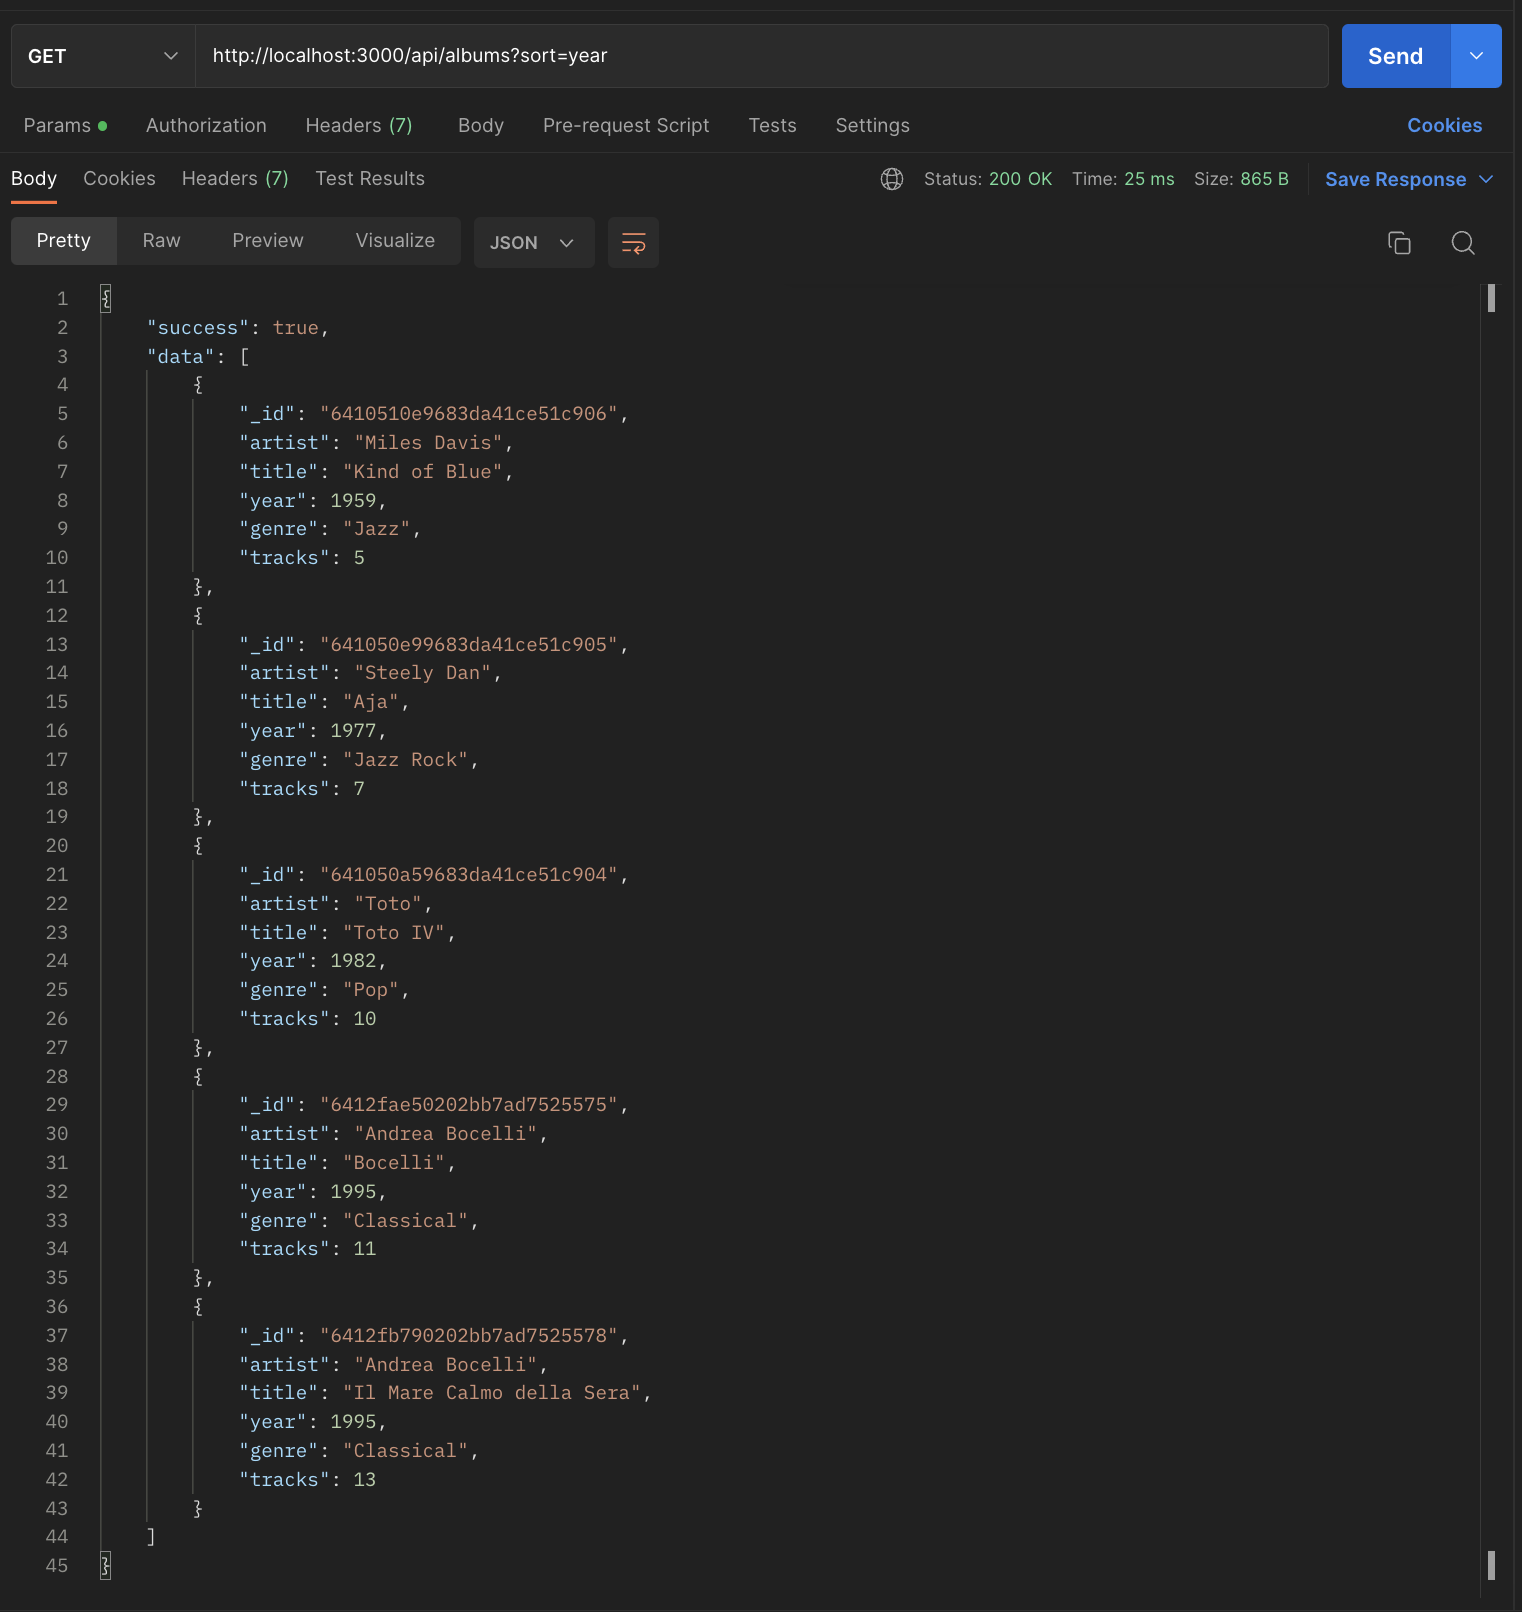 GET http://localhost:3000/api/albums?sort=year Send
Params Authorization Headers (7) Body Pre-request Script Tests Settings Cookies
Body Cookies Headers (7) Test Results Status: 200 OK Time: 25 ms Size: 865 B Save Response
Pretty Raw Preview Visualize JSON
1 {
2 "success": true,
3 "data": [
4 {
5 "_id": "6410510e9683da41ce51c906",
6 "artist": "Miles Davis",
7 "title": "Kind of Blue",
8 "year": 1959,
9 "genre": "Jazz",
10 "tracks": 5
11 },
12 {
13 "_id": "641050e99683da41ce51c905",
14 "artist": "Steely Dan",
15 "title": "Aja",
16 "year": 1977,
17 "genre": "Jazz Rock",
18 "tracks": 7
19 },
20 {
21 "_id": "641050a59683da41ce51c904",
22 "artist": "Toto",
23 "title": "Toto IV",
24 "year": 1982,
25 "genre": "Pop",
26 "tracks": 10
27 },
28 {
29 "_id": "6412fae50202bb7ad7525575",
30 "artist": "Andrea Bocelli",
31 "title": "Bocelli",
32 "year": 1995,
33 "genre": "Classical",
34 "tracks": 11
35 },
36 {
37 "_id": "6412fb790202bb7ad7525578",
38 "artist": "Andrea Bocelli",
39 "title": "Il Mare Calmo della Sera",
40 "year": 1995,
41 "genre": "Classical",
42 "tracks": 13
43 }
44 ]
45 }